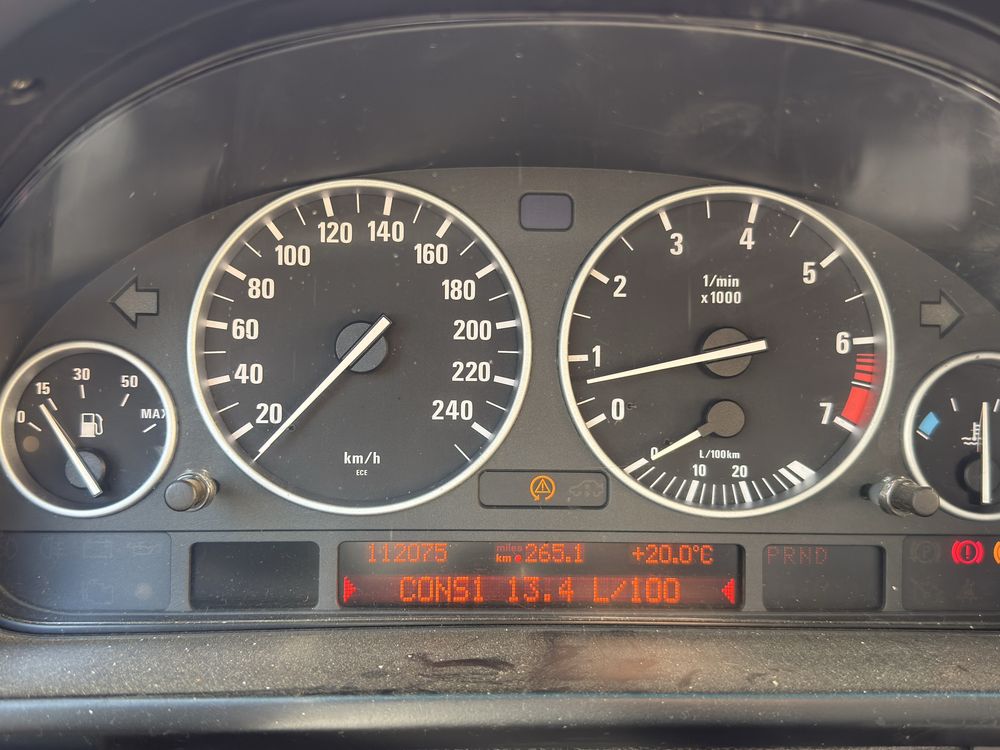 0 15 30 50 MAX
20 40 60 80 100 120 140 160 180 200 220 240
km/h
ECE
0 1 2 3 4 5 6 7
1/min
x1000
0 10 20
L/100km
112075 miles km 265.1 +20.0°C
CONS1 13.4 L/100
PRND